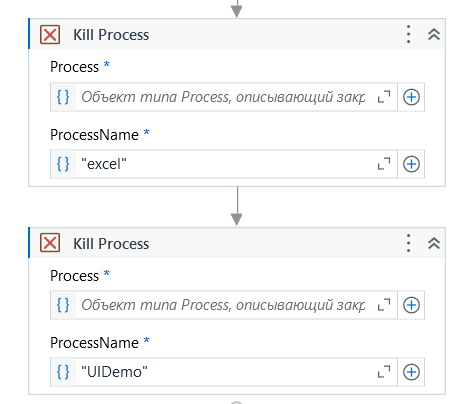 Kill Process
Process *
{ } Объект типа Process, описывающий закр
ProcessName *
{ } "excel"
Kill Process
Process *
{ } Объект типа Process, описывающий закр
ProcessName *
{ } "UIDemo"